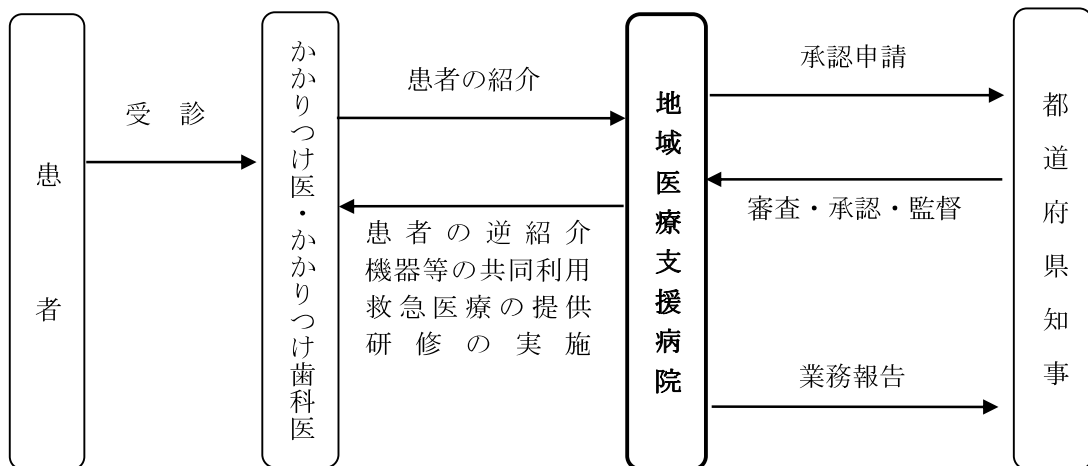 患者
受　診
かかりつけ医・かかりつけ歯科医
患者の紹介
患者の逆紹介
機器等の共同利用
救急医療の提供
研修の実施
地域医療支援病院
承認申請
審査・承認・監督
業務報告
都道府県知事